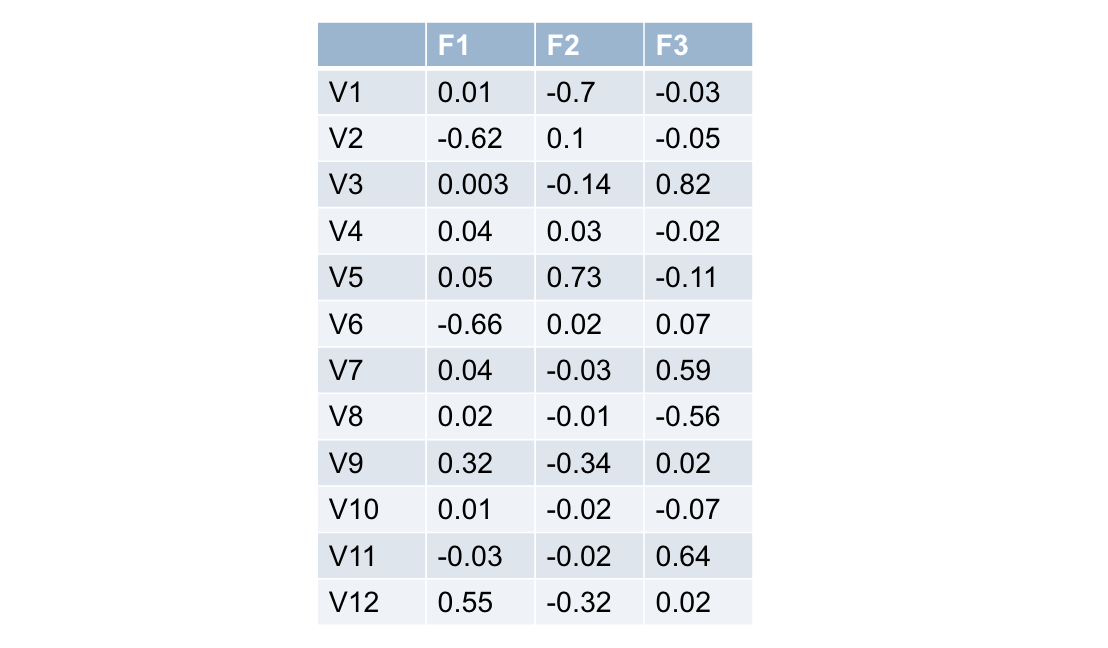 F1 F2 F3
V1 0.01 -0.7 -0.03
V2 -0.62 0.1 -0.05
V3 0.003 -0.14 0.82
V4 0.04 0.03 -0.02
V5 0.05 0.73 -0.11
V6 -0.66 0.02 0.07
V7 0.04 -0.03 0.59
V8 0.02 -0.01 -0.56
V9 0.32 -0.34 0.02
V10 0.01 -0.02 -0.07
V11 -0.03 -0.02 0.64
V12 0.55 -0.32 0.02